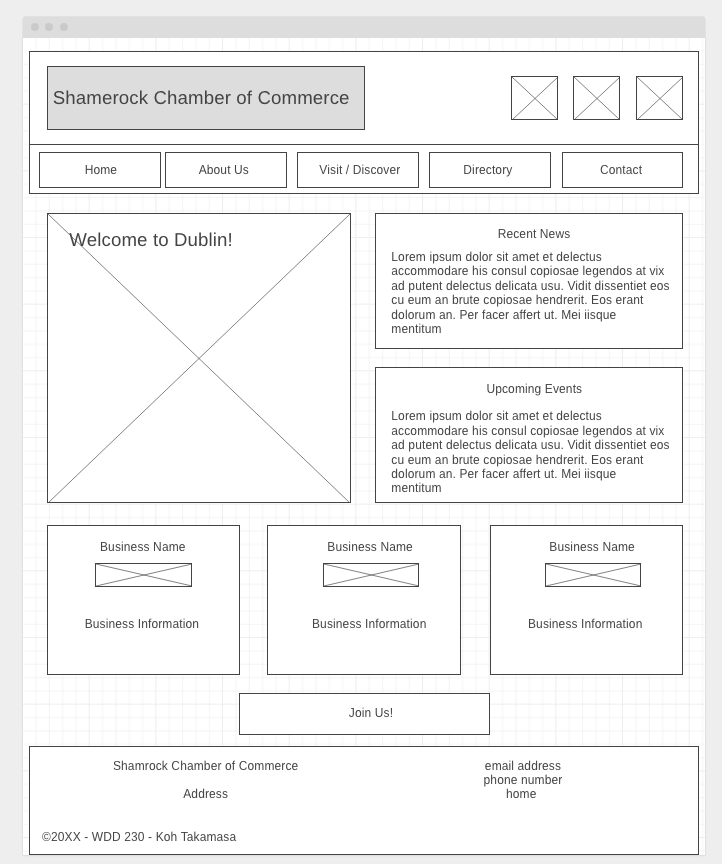 Shamerock Chamber of Commerce
Home
About Us
Visit / Discover
Directory
Contact
Welcome to Dublin!
Recent News
Lorem ipsum dolor sit amet et delectus
accommodare his consul copiosae legendos at vix
ad putent delectus delicata usu. Vidit dissentiet eos
cu eum an brute copiosae hendrerit. Eos erant
dolorum an. Per facer affert ut. Mei iisque
mentitum
Upcoming Events
Lorem ipsum dolor sit amet et delectus
accommodare his consul copiosae legendos at vix
ad putent delectus delicata usu. Vidit dissentiet eos
cu eum an brute copiosae hendrerit. Eos erant
dolorum an. Per facer affert ut. Mei iisque
mentitum
Business Name
Business Information
Business Name
Business Information
Business Name
Business Information
Join Us!
Shamrock Chamber of Commerce
Address
email address
phone number
home
©20XX - WDD 230 - Koh Takamasa